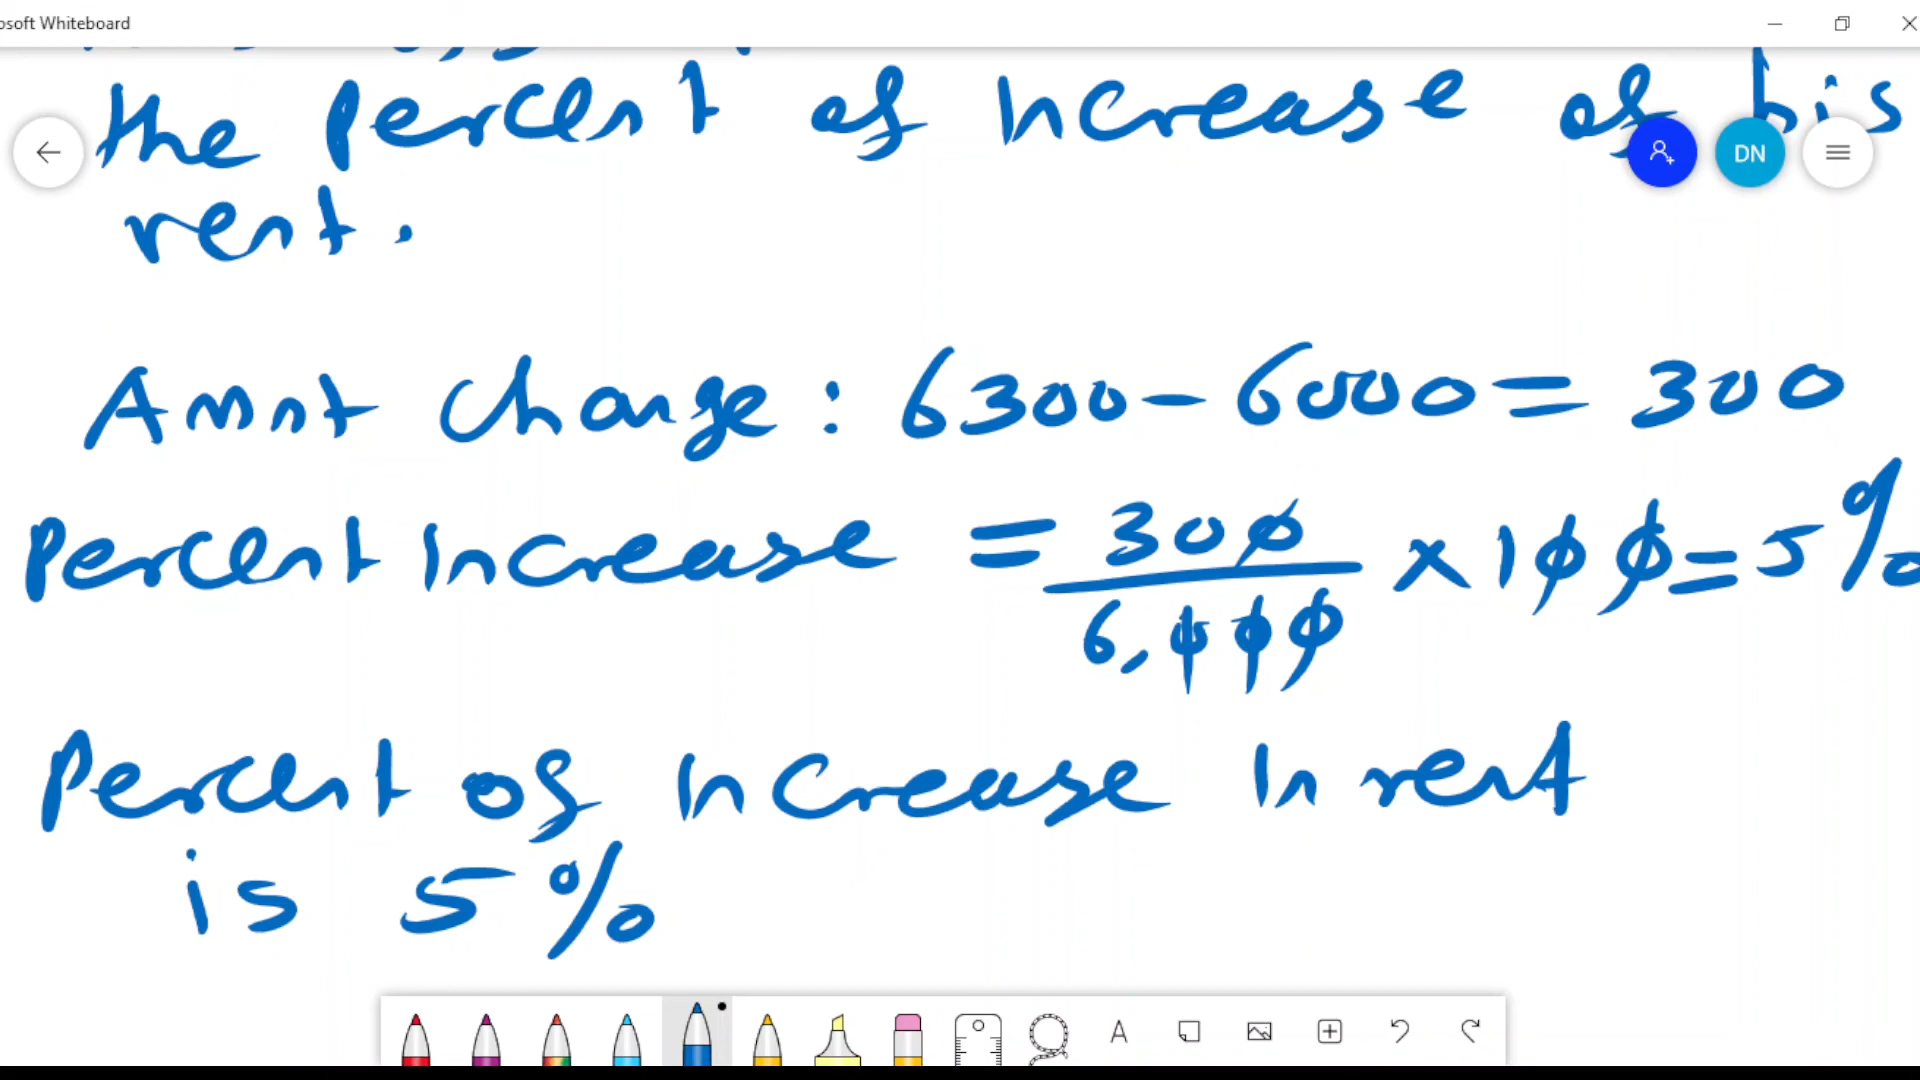 osoft Whiteboard
the percent of increase of his
rent.
DN
Amnt change: 6300-6000=300
Percent increase = 300/6,000 x 100=5%
Percent of increase in rent
is 5%
A